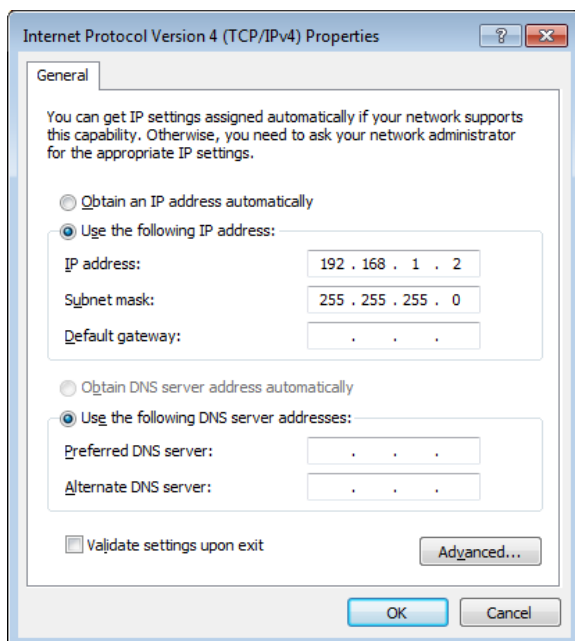 Internet Protocol Version 4 (TCP/IPv4) Properties
General
You can get IP settings assigned automatically if your network supports
this capability. Otherwise, you need to ask your network administrator
for the appropriate IP settings.
Obtain an IP address automatically
Use the following IP address:
IP address: 192 . 168 . 1 . 2
Subnet mask: 255 . 255 . 255 . 0
Default gateway: . . .
Obtain DNS server address automatically
Use the following DNS server addresses:
Preferred DNS server: . . .
Alternate DNS server: . . .
Validate settings upon exit
Advanced...
OK Cancel